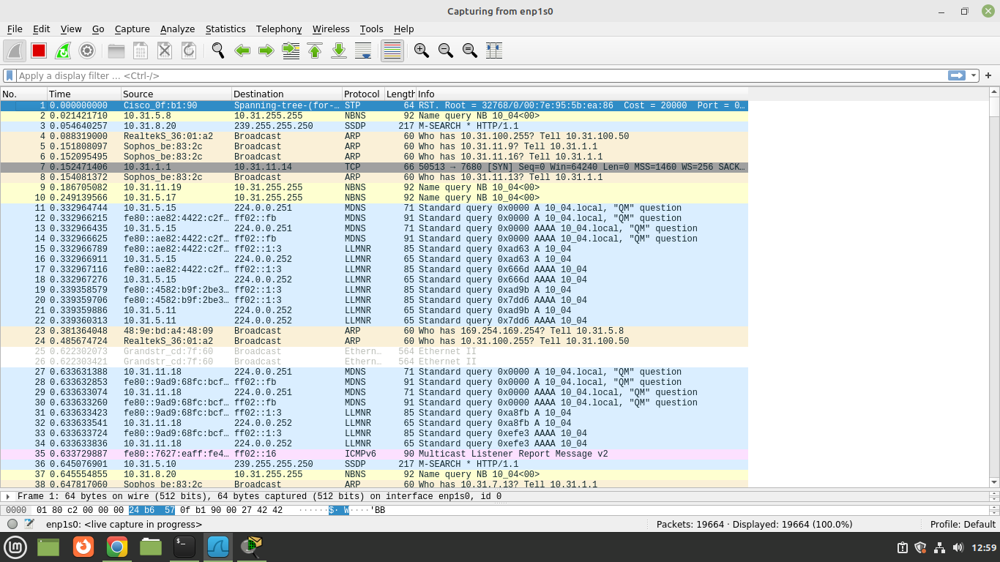 Capturing from enp1s0
File Edit View Go Capture Analyze Statistics Telephony Wireless Tools Help
Apply a display filter ... <Ctrl-/>
No. Time Source Destination Protocol Length Info
1 0.000000000 Cisco_0f:b1:90 Spanning-tree-(for-… STP 64 RST. Root = 32768/0/00:7e:95:5b:ea:86 Cost = 20000 Port = 0…
2 0.021421710 10.31.5.8 10.31.255.255 NBNS 92 Name query NB 10_04<00>
3 0.054640257 10.31.8.20 239.255.255.250 SSDP 217 M-SEARCH * HTTP/1.1
4 0.088319000 RealtekS_36:01:a2 Broadcast ARP 60 Who has 10.31.100.255? Tell 10.31.100.50
5 0.151808097 Sophos_be:83:2c Broadcast ARP 60 Who has 10.31.11.9? Tell 10.31.1.1
6 0.152095495 Sophos_be:83:2c Broadcast ARP 60 Who has 10.31.11.16? Tell 10.31.1.1
7 0.152471406 10.31.1.1 10.31.11.14 TCP 66 50513 → 7680 [SYN] Seq=0 Win=64240 Len=0 MSS=1460 WS=256 SACK…
8 0.154081372 Sophos_be:83:2c Broadcast ARP 60 Who has 10.31.11.13? Tell 10.31.1.1
9 0.186705082 10.31.11.19 10.31.255.255 NBNS 92 Name query NB 10_04<00>
10 0.249139566 10.31.5.17 10.31.255.255 NBNS 92 Name query NB 10_04<00>
11 0.332964744 10.31.5.15 224.0.0.251 MDNS 71 Standard query 0x0000 A 10_04.local, "QM" question
12 0.332966215 fe80::ae82:4422:c2f… ff02::fb MDNS 91 Standard query 0x0000 A 10_04.local, "QM" question
13 0.332966435 10.31.5.15 224.0.0.251 MDNS 71 Standard query 0x0000 AAAA 10_04.local, "QM" question
14 0.332966625 fe80::ae82:4422:c2f… ff02::fb MDNS 91 Standard query 0x0000 AAAA 10_04.local, "QM" question
15 0.332966789 fe80::ae82:4422:c2f… ff02::1:3 LLMNR 85 Standard query 0xad63 A 10_04
16 0.332966911 10.31.5.15 224.0.0.252 LLMNR 65 Standard query 0xad63 A 10_04
17 0.332967116 fe80::ae82:4422:c2f… ff02::1:3 LLMNR 85 Standard query 0x666d AAAA 10_04
18 0.332967276 10.31.5.15 224.0.0.252 LLMNR 65 Standard query 0x666d AAAA 10_04
19 0.339358579 fe80::4582:b9f:2be3… ff02::1:3 LLMNR 85 Standard query 0xad9b A 10_04
20 0.339359706 fe80::4582:b9f:2be3… ff02::1:3 LLMNR 85 Standard query 0x7dd6 AAAA 10_04
21 0.339359886 10.31.5.11 224.0.0.252 LLMNR 65 Standard query 0xad9b A 10_04
22 0.339360313 10.31.5.11 224.0.0.252 LLMNR 65 Standard query 0x7dd6 AAAA 10_04
23 0.381364048 48:9e:bd:a4:48:09 Broadcast ARP 60 Who has 169.254.169.254? Tell 10.31.5.8
24 0.485674724 RealtekS_36:01:a2 Broadcast ARP 60 Who has 10.31.100.255? Tell 10.31.100.50
25 0.622302073 Grandstr_cd:7f:60 Broadcast Ethern… 564 Ethernet II
26 0.622303421 Grandstr_cd:7f:60 Broadcast Ethern… 564 Ethernet II
27 0.633631388 10.31.11.18 224.0.0.251 MDNS 71 Standard query 0x0000 A 10_04.local, "QM" question
28 0.633632853 fe80::9ad9:68fc:bcf… ff02::fb MDNS 91 Standard query 0x0000 A 10_04.local, "QM" question
29 0.633633074 10.31.11.18 224.0.0.251 MDNS 71 Standard query 0x0000 AAAA 10_04.local, "QM" question
30 0.633633260 fe80::9ad9:68fc:bcf… ff02::fb MDNS 91 Standard query 0x0000 AAAA 10_04.local, "QM" question
31 0.633633423 fe80::9ad9:68fc:bcf… ff02::1:3 LLMNR 85 Standard query 0xa8fb A 10_04
32 0.633633541 10.31.11.18 224.0.0.252 LLMNR 65 Standard query 0xa8fb A 10_04
33 0.633633724 fe80::9ad9:68fc:bcf… ff02::1:3 LLMNR 85 Standard query 0xefe3 AAAA 10_04
34 0.633633836 10.31.11.18 224.0.0.252 LLMNR 65 Standard query 0xefe3 AAAA 10_04
35 0.633729887 fe80::7627:eaff:fe4… ff02::16 ICMPv6 90 Multicast Listener Report Message v2
36 0.645076901 10.31.5.10 239.255.255.250 SSDP 217 M-SEARCH * HTTP/1.1
37 0.645554855 10.31.8.20 10.31.255.255 NBNS 92 Name query NB 10_04<00>
38 0.647817060 Sophos_be:83:2c Broadcast ARP 60 Who has 10.31.7.13? Tell 10.31.1.1
Frame 1: 64 bytes on wire (512 bits), 64 bytes captured (512 bits) on interface enp1s0, id 0
0000 01 80 c2 00 00 00 24 b6 57 0f b1 90 00 27 42 42 ······$· W····'BB
enp1s0: <live capture in progress> Packets: 19664 · Displayed: 19664 (100.0%) Profile: Default
12:59